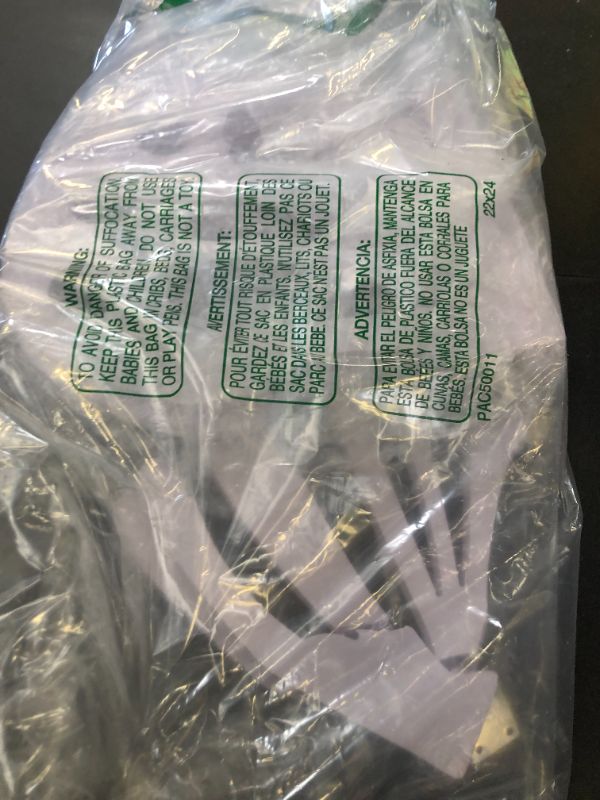 WARNING:
TO AVOID DANGER OF SUFFOCATION,
KEEP THIS PLASTIC BAG AWAY FROM
BABIES AND CHILDREN. DO NOT USE
THIS BAG IN CRIBS, BEDS, CARRIAGES
OR PLAY PENS. THIS BAG IS NOT A TOY.
AVERTISSEMENT:
POUR ÉVITER TOUT RISQUE D'ÉTOUFFEMENT,
GARDEZ CE SAC EN PLASTIQUE LOIN DES
BEBÉS ET LES ENFANTS. N'UTILISEZ PAS CE
SAC DANS LES BERCEAUX, LITS, CHARIOTS OU
PARC A BEBE. CE SAC N'EST PAS UN JOUET.
ADVERTENCIA:
PARA EVITAR EL PELIGRO DE ASFIXIA, MANTENGA
ESTA BOLSA DE PLASTICO FUERA DEL ALCANCE
DE BEBES Y NIÑOS. NO USAR ESTA BOLSA EN
CUNAS, CAMAS, CARRIOLAS O CORRALES PARA
BEBÉS, ESTA BOLSA NO ES UN JUGUETE
PAC50011 22x24